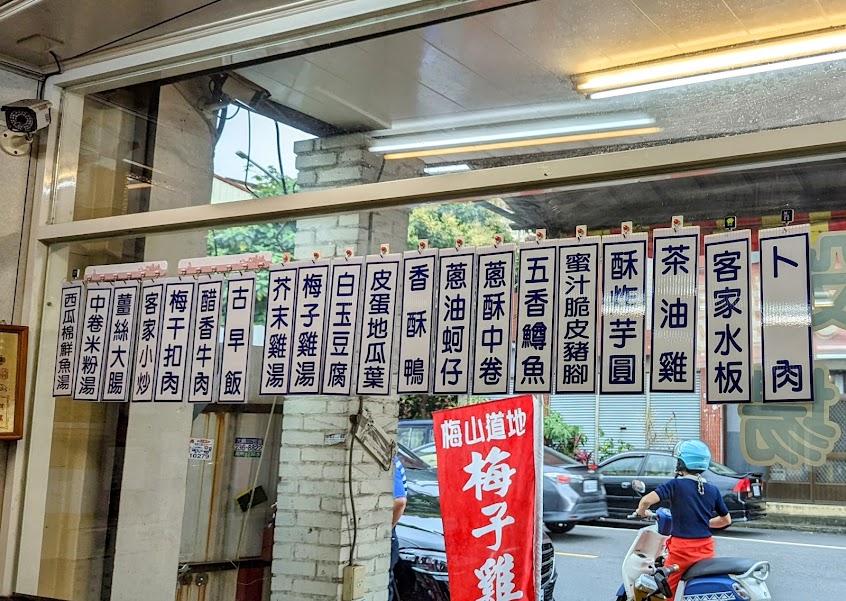 西瓜棉鮮魚湯
中卷米粉湯
薑絲大腸
客家小炒
梅干扣肉
醋香牛肉
古早飯
芥末雞湯
梅子雞湯
白玉豆腐
皮蛋地瓜葉
香酥鴨
蔥油蚵仔
蔥酥中卷
五香鱒魚
蜜汁脆皮豬腳
酥炸芋圓
茶油雞
客家水板
卜肉
梅山道地
梅子雞